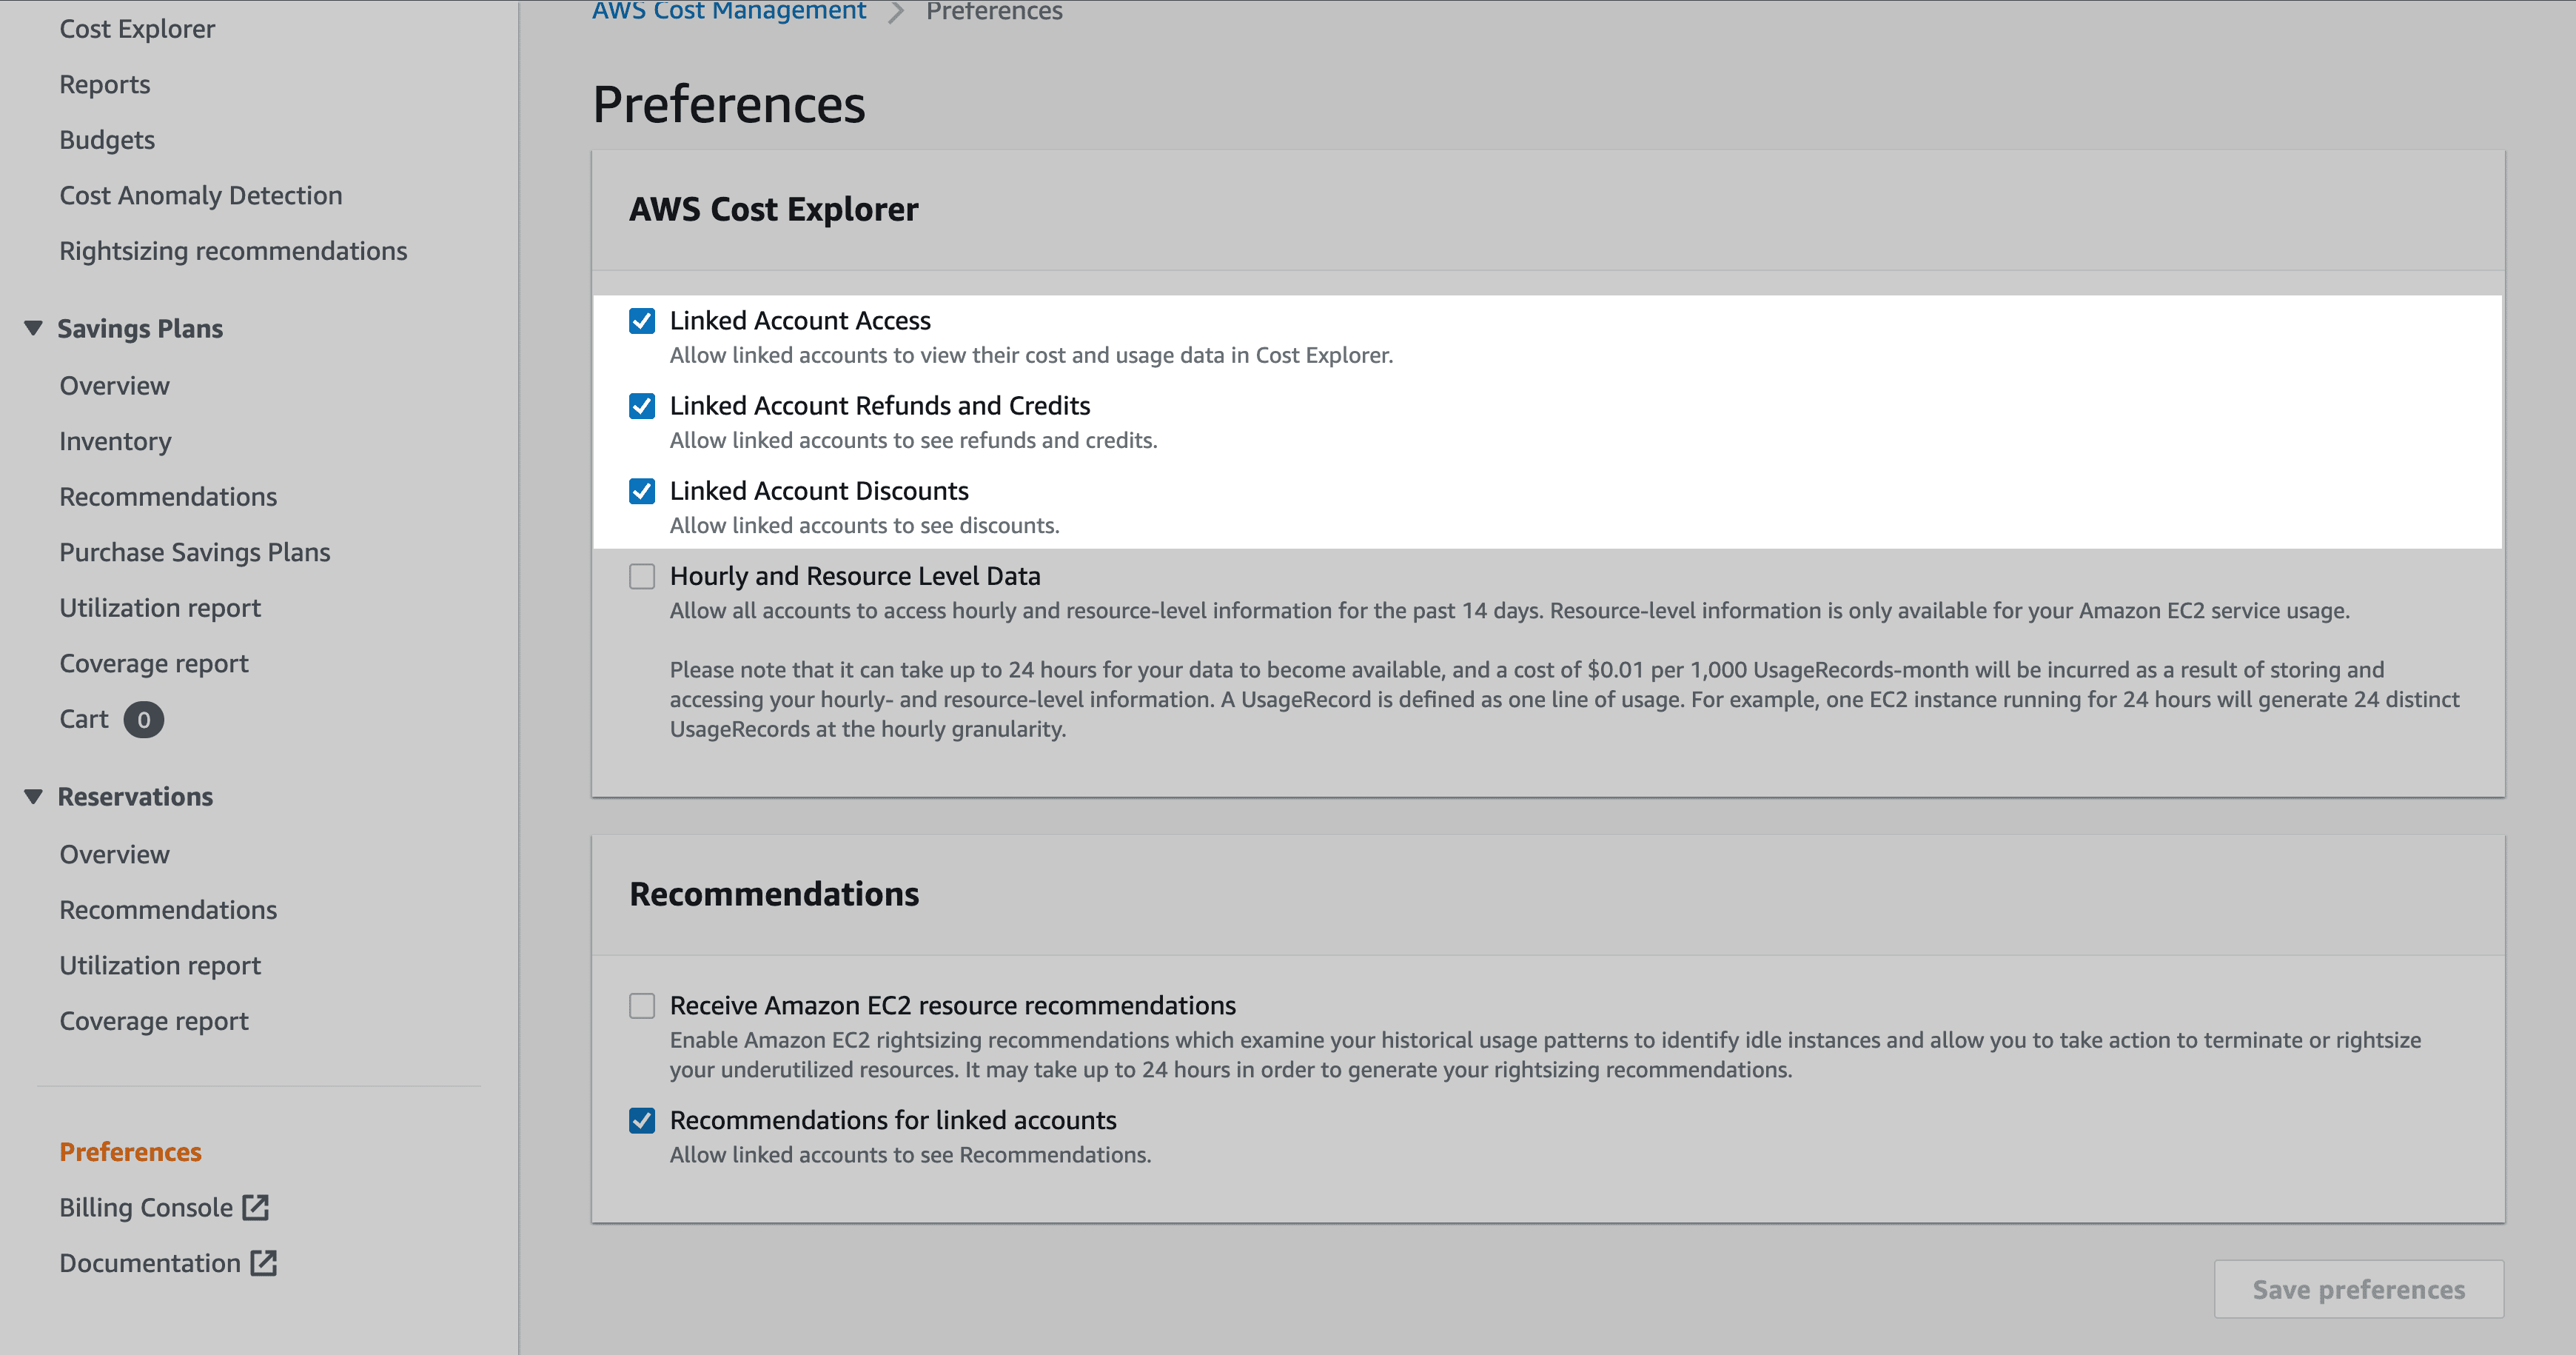 Cost Explorer
Reports
Budgets
Cost Anomaly Detection
Rightsizing recommendations
Savings Plans
Overview
Inventory
Recommendations
Purchase Savings Plans
Utilization report
Coverage report
Cart 0
Reservations
Overview
Recommendations
Utilization report
Coverage report
Preferences
Billing Console
Documentation
AWS Cost Management > Preferences
Preferences
AWS Cost Explorer
Linked Account Access
Allow linked accounts to view their cost and usage data in Cost Explorer.
Linked Account Refunds and Credits
Allow linked accounts to see refunds and credits.
Linked Account Discounts
Allow linked accounts to see discounts.
Hourly and Resource Level Data
Allow all accounts to access hourly and resource-level information for the past 14 days. Resource-level information is only available for your Amazon EC2 service usage.
Please note that it can take up to 24 hours for your data to become available, and a cost of $0.01 per 1,000 UsageRecords-month will be incurred as a result of storing and
accessing your hourly- and resource-level information. A UsageRecord is defined as one line of usage. For example, one EC2 instance running for 24 hours will generate 24 distinct
UsageRecords at the hourly granularity.
Recommendations
Receive Amazon EC2 resource recommendations
Enable Amazon EC2 rightsizing recommendations which examine your historical usage patterns to identify idle instances and allow you to take action to terminate or rightsize
your underutilized resources. It may take up to 24 hours in order to generate your rightsizing recommendations.
Recommendations for linked accounts
Allow linked accounts to see Recommendations.
Save preferences